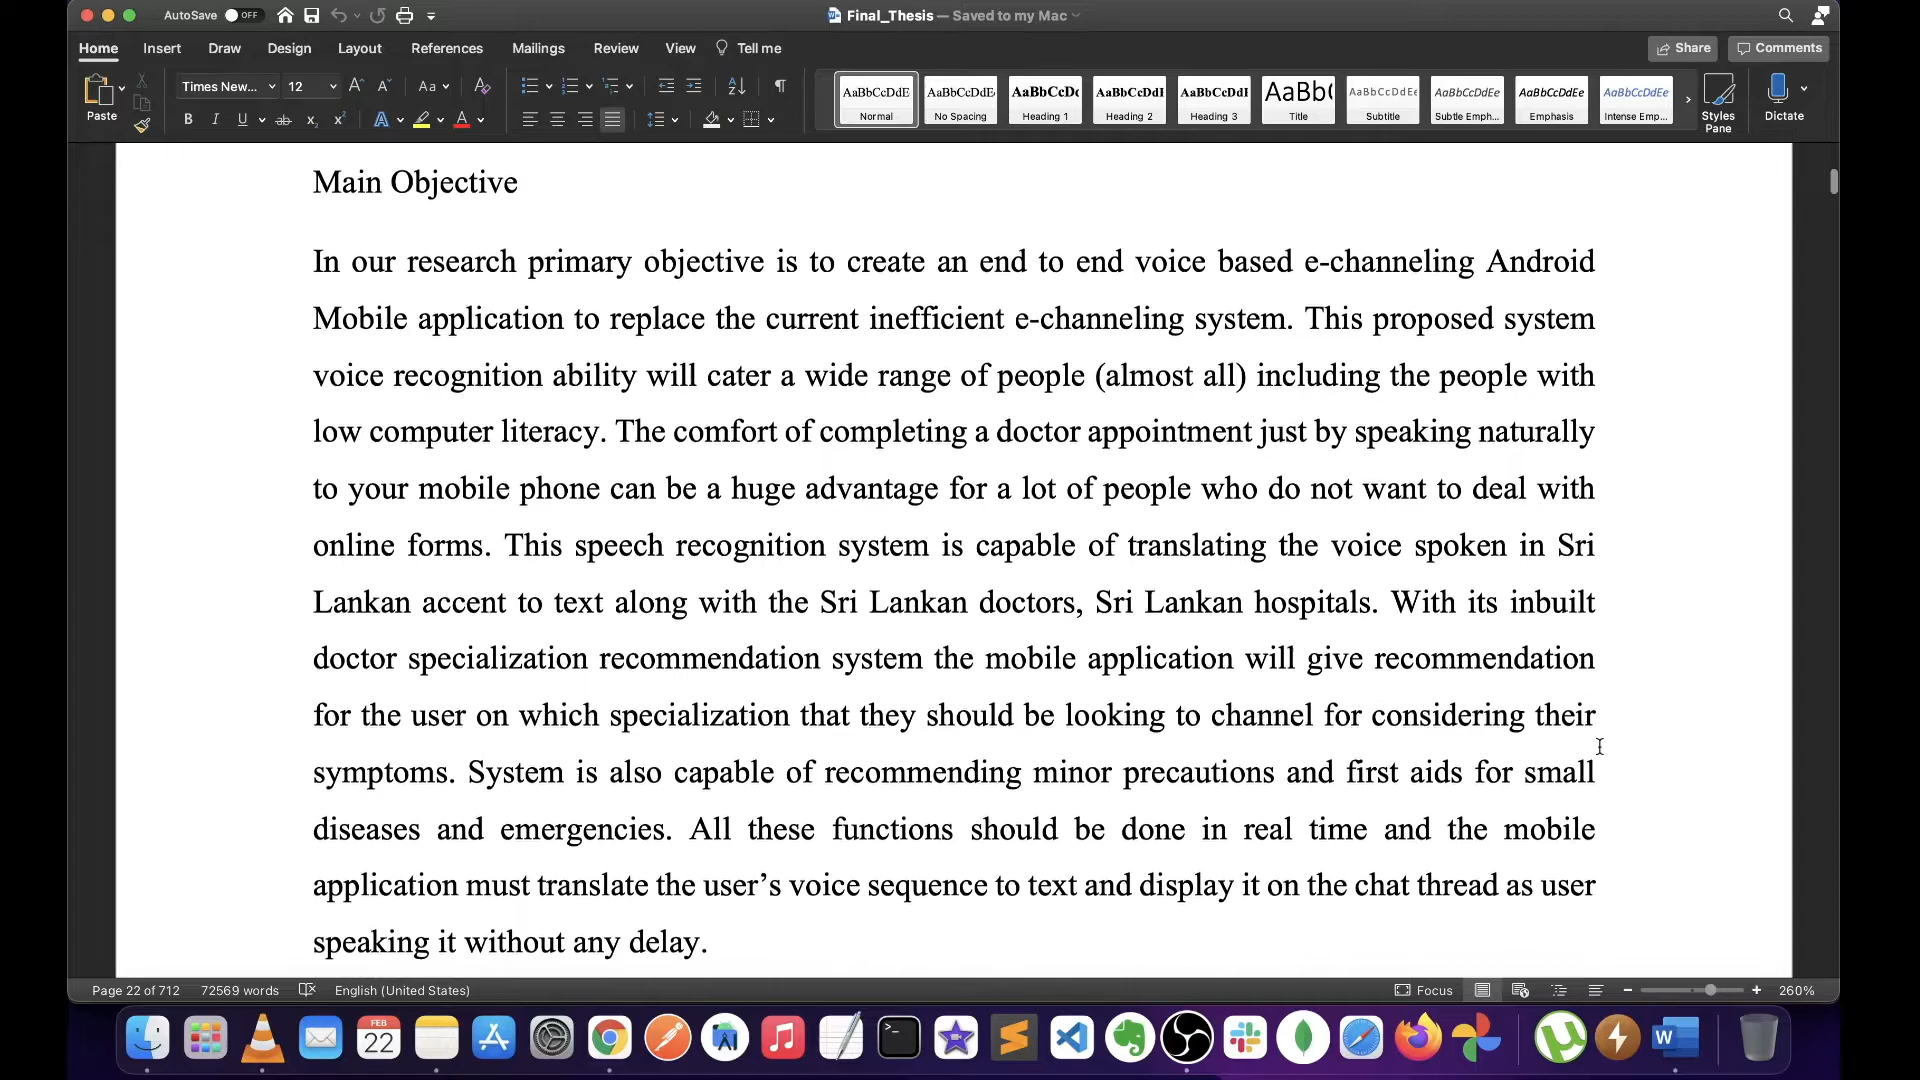 AutoSave OFF Final_Thesis — Saved to my Mac
Home Insert Draw Design Layout References Mailings Review View Tell me Share Comments
Paste Times New... 12 Aa
AaBbCcDdE AaBbCcDdE AaBbCcDc AaBbCcDdI AaBbCcDdI AaBb( AaBbCcDdEe AaBbCcDdEe AaBbCcDdEe AaBbCcDdEe
Normal No Spacing Heading 1 Heading 2 Heading 3 Title Subtitle Subtle Emph... Emphasis Intense Emp... Styles Pane Dictate
B I U ab x₂ x² A A
Main Objective
In our research primary objective is to create an end to end voice based e-channeling Android
Mobile application to replace the current inefficient e-channeling system. This proposed system
voice recognition ability will cater a wide range of people (almost all) including the people with
low computer literacy. The comfort of completing a doctor appointment just by speaking naturally
to your mobile phone can be a huge advantage for a lot of people who do not want to deal with
online forms. This speech recognition system is capable of translating the voice spoken in Sri
Lankan accent to text along with the Sri Lankan doctors, Sri Lankan hospitals. With its inbuilt
doctor specialization recommendation system the mobile application will give recommendation
for the user on which specialization that they should be looking to channel for considering their
symptoms. System is also capable of recommending minor precautions and first aids for small
diseases and emergencies. All these functions should be done in real time and the mobile
application must translate the user’s voice sequence to text and display it on the chat thread as user
speaking it without any delay.
Page 22 of 712 72569 words English (United States) Focus 260%
FEB
22